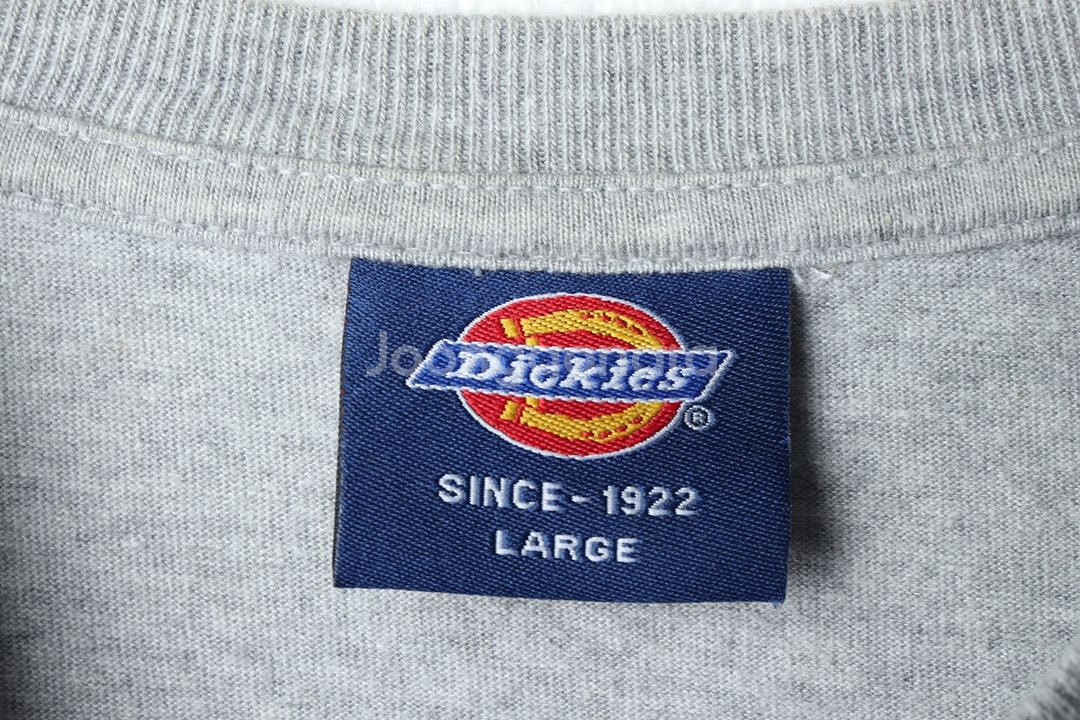 Dickies
®
SINCE-1922
LARGE